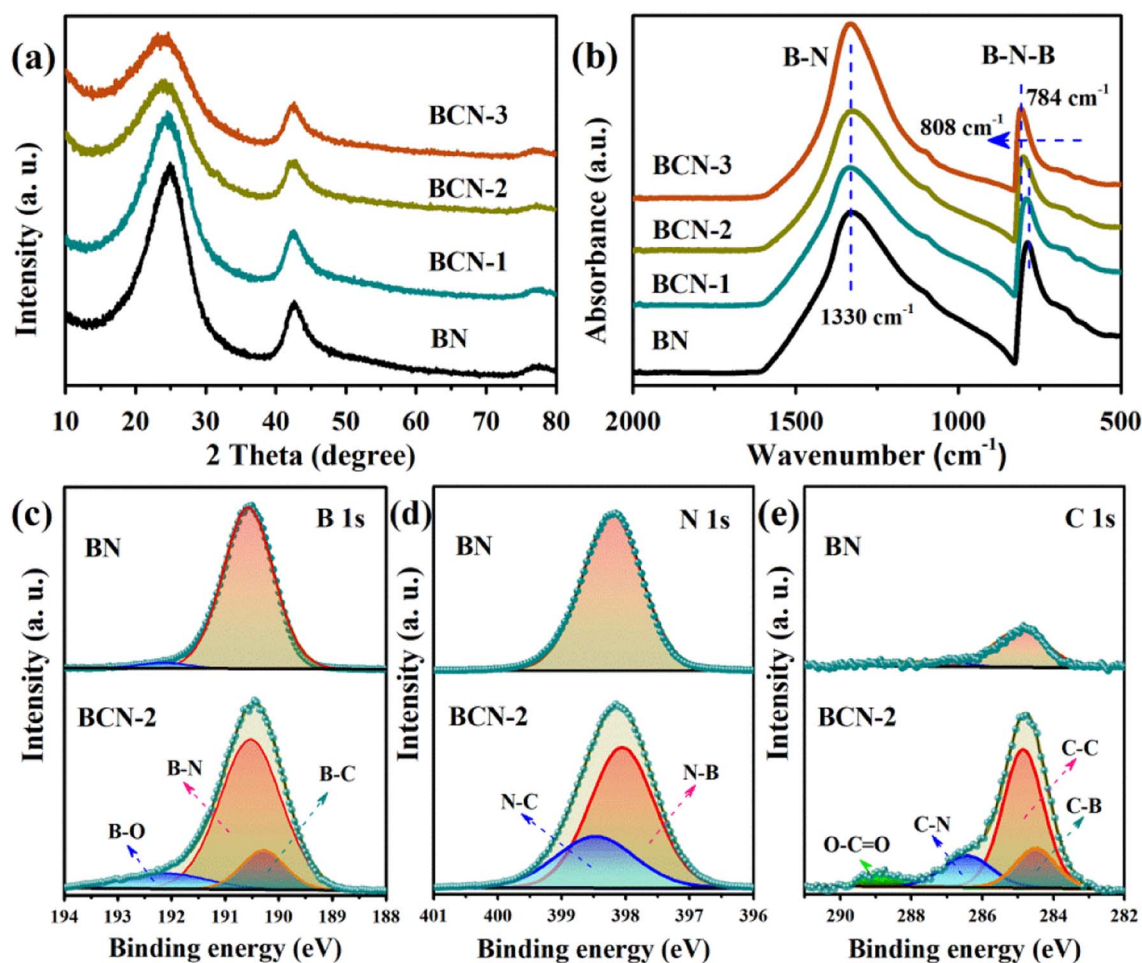 (a)
BCN-3
BCN-2
BCN-1
BN
Intensity (a. u.)
10 20 30 40 50 60 70 80
2 Theta (degree)
(b)
B-N
B-N-B
784 cm-1
808 cm-1
BCN-3
BCN-2
BCN-1
1330 cm-1
BN
Absorbance (a.u.)
2000 1500 1000 500
Wavenumber (cm-1)
(c)
B 1s
BN
BCN-2
B-N
B-C
B-O
Intensity (a. u.)
194 193 192 191 190 189 188
Binding energy (eV)
(d)
N 1s
BN
BCN-2
N-C
N-B
Intensity (a. u.)
401 400 399 398 397 396
Binding energy (eV)
(e)
C 1s
BN
BCN-2
C-C
C-B
C-N
O-C=O
Intensity (a. u.)
290 288 286 284 282
Binding energy (eV)